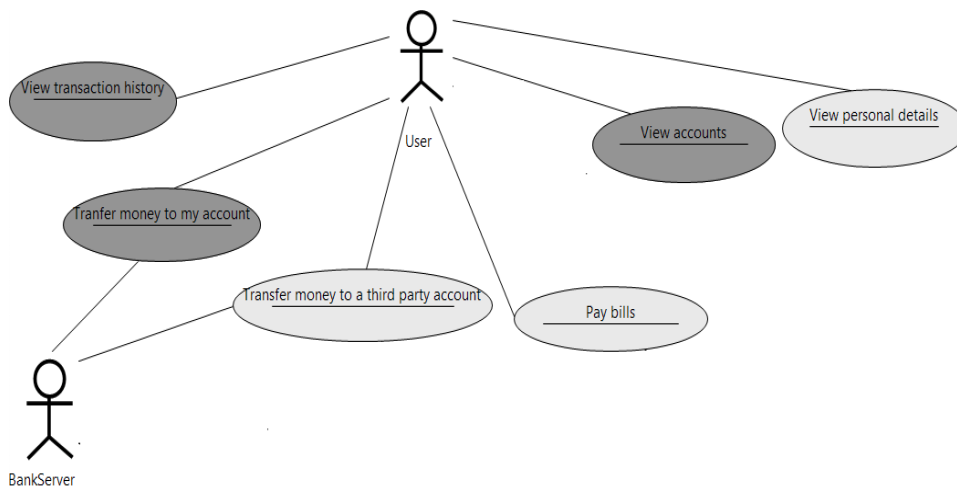 View transaction history
View personal details
View accounts
User
Tranfer money to my account
Transfer money to a third party account
Pay bills
BankServer